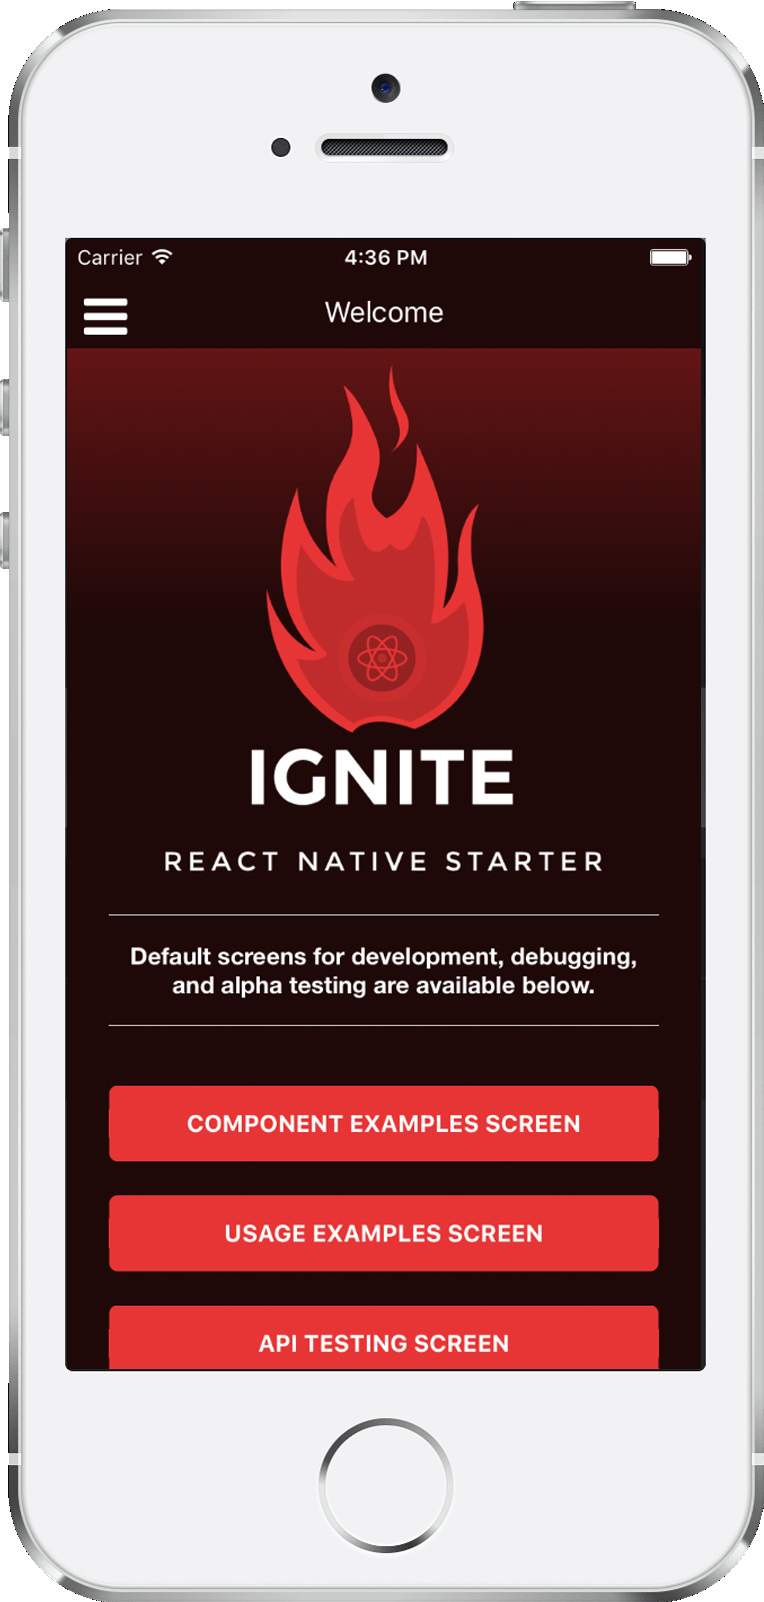 Carrier 4:36 PM
Welcome
IGNITE
REACT NATIVE STARTER
Default screens for development, debugging,
and alpha testing are available below.
COMPONENT EXAMPLES SCREEN
USAGE EXAMPLES SCREEN
API TESTING SCREEN